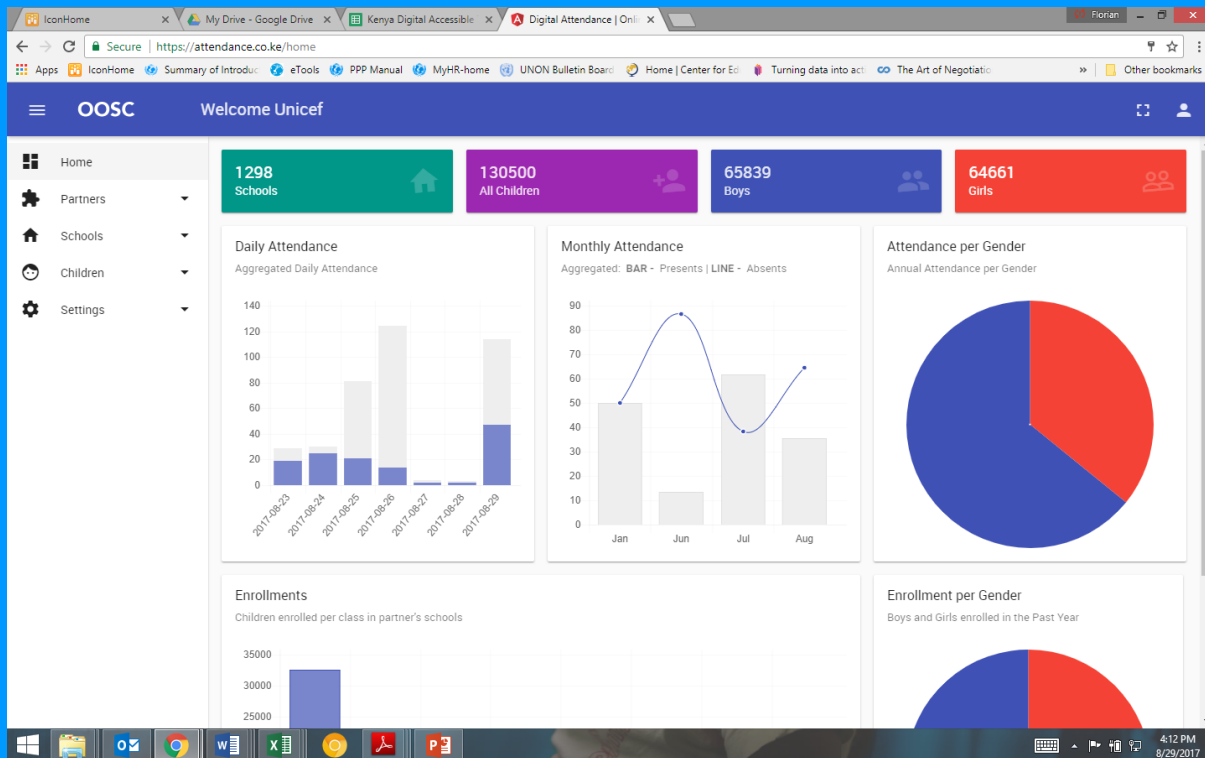 IconHome
My Drive - Google Drive
Kenya Digital Accessible
Digital Attendance | Onlin
Florian
Secure | https://attendance.co.ke/home
Apps IconHome Summary of Introduc eTools PPP Manual MyHR-home UNON Bulletin Board Home | Center for Ed Turning data into act The Art of Negotiatio » Other bookmarks
OOSC Welcome Unicef
Home
Partners
Schools
Children
Settings
1298
Schools
130500
All Children
65839
Boys
64661
Girls
Daily Attendance
Aggregated Daily Attendance
140
120
100
80
60
40
20
0
2017-08-23 2017-08-24 2017-08-25 2017-08-26 2017-08-27 2017-08-28 2017-08-29
Monthly Attendance
Aggregated: BAR - Presents | LINE - Absents
90
80
70
60
50
40
30
20
10
0
Jan Jun Jul Aug
Attendance per Gender
Annual Attendance per Gender
Enrollments
Children enrolled per class in partner's schools
35000
30000
25000
Enrollment per Gender
Boys and Girls enrolled in the Past Year
4:12 PM
8/29/2017